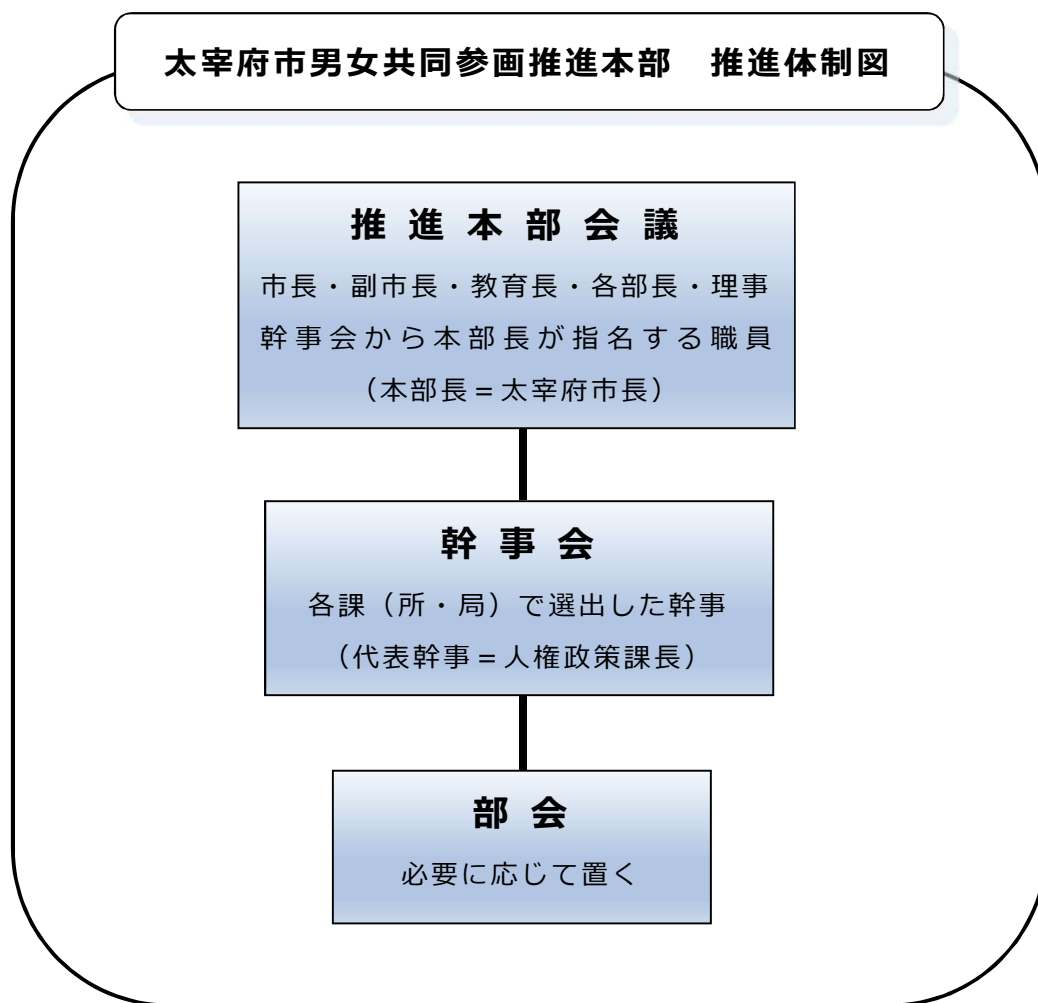 太宰府市男女共同参画推進本部　推進体制図
推進本部会議
市長・副市長・教育長・各部長・理事
幹事会から本部長が指名する職員
（本部長＝太宰府市長）
幹事会
各課（所・局）で選出した幹事
（代表幹事＝人権政策課長）
部会
必要に応じて置く